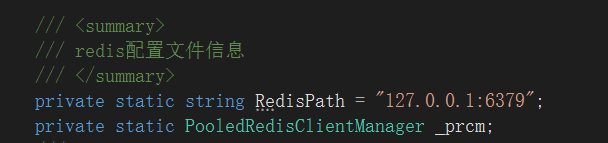 /// <summary>
/// redis配置文件信息
/// </summary>
private static string RedisPath = "127.0.0.1:6379";
private static PooledRedisClientManager _prcm;